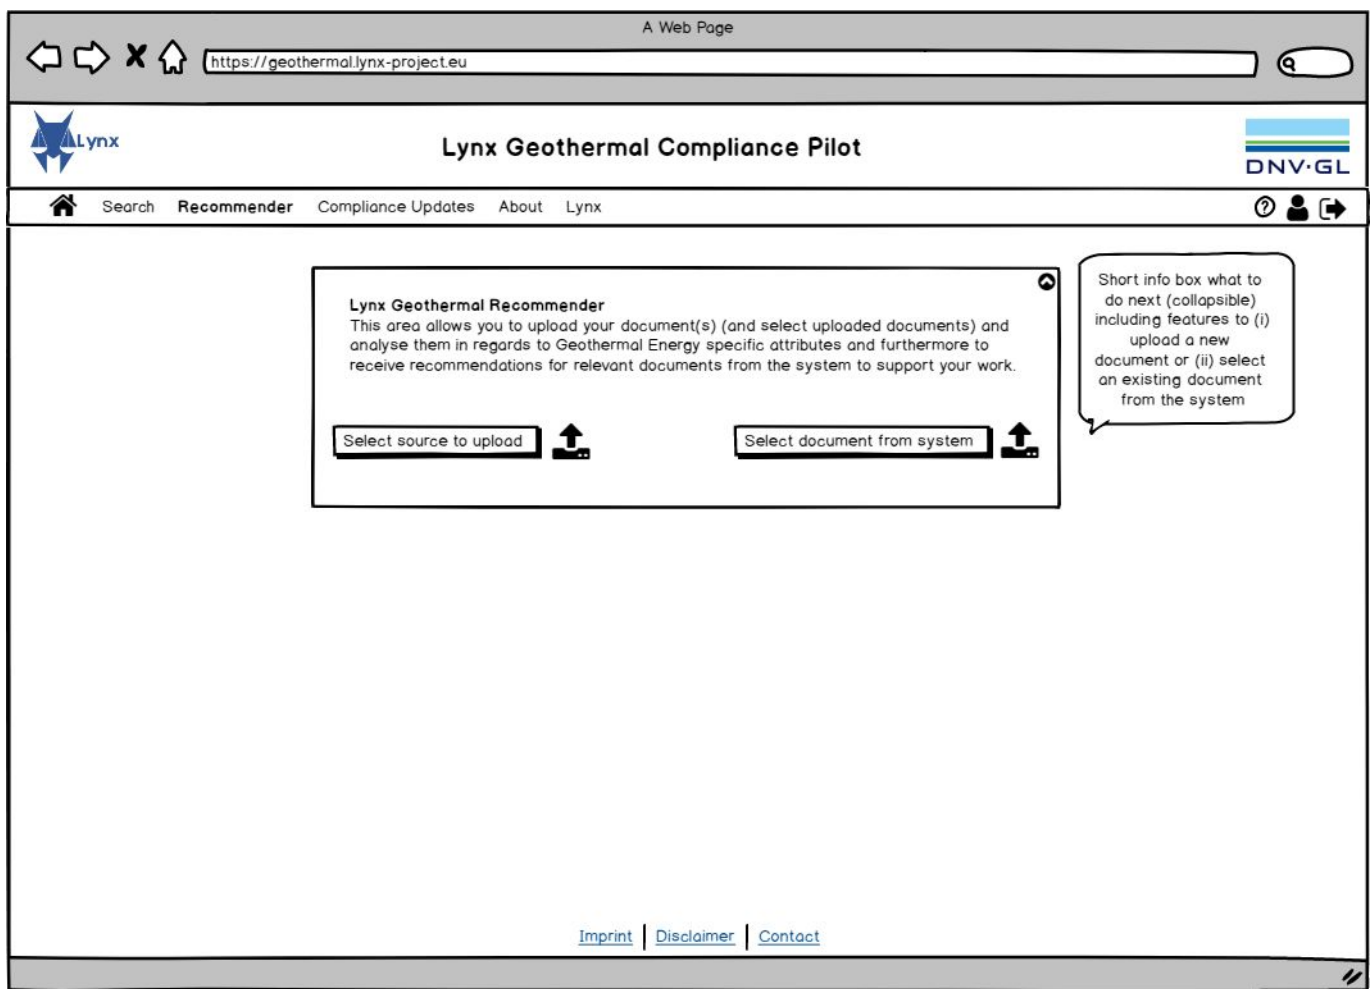 A Web Page
https://geothermal.lynx-project.eu
Lynx
Lynx Geothermal Compliance Pilot
DNV·GL
Search Recommender Compliance Updates About Lynx
Lynx Geothermal Recommender
This area allows you to upload your document(s) (and select uploaded documents) and
analyse them in regards to Geothermal Energy specific attributes and furthermore to
receive recommendations for relevant documents from the system to support your work.
Select source to upload
Select document from system
Short info box what to
do next (collapsible)
including features to (i)
upload a new
document or (ii) select
an existing document
from the system
Imprint Disclaimer Contact